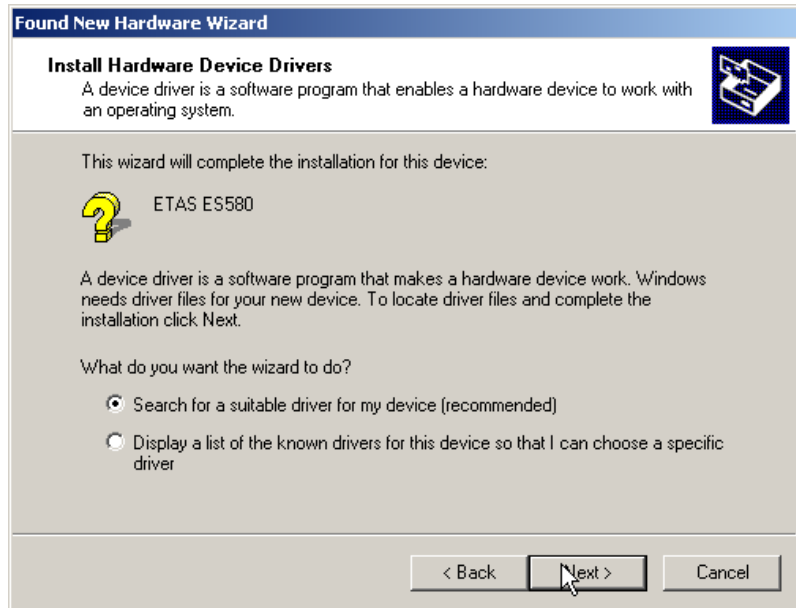 Found New Hardware Wizard
Install Hardware Device Drivers
A device driver is a software program that enables a hardware device to work with
an operating system.
This wizard will complete the installation for this device:
ETAS ES580
A device driver is a software program that makes a hardware device work. Windows
needs driver files for your new device. To locate driver files and complete the
installation click Next.
What do you want the wizard to do?
Search for a suitable driver for my device (recommended)
Display a list of the known drivers for this device so that I can choose a specific
driver
< Back
Next >
Cancel